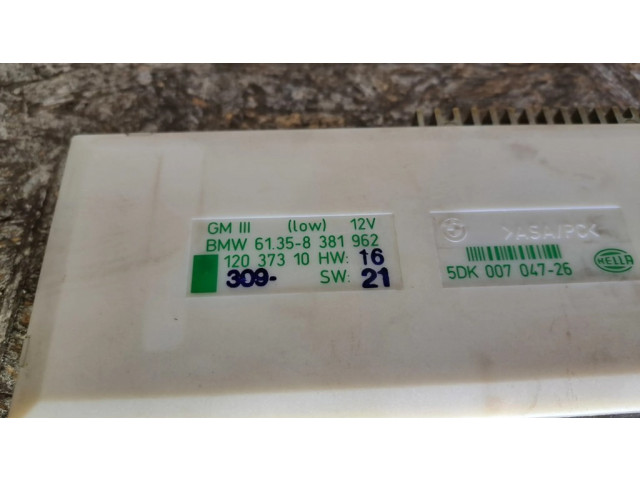 GM III (low) 12V
BMW 61.35-8 381 962
120 373 10 HW: 16
309- SW: 21
>ASA/PC<
5DK 007 047-26
HELLA